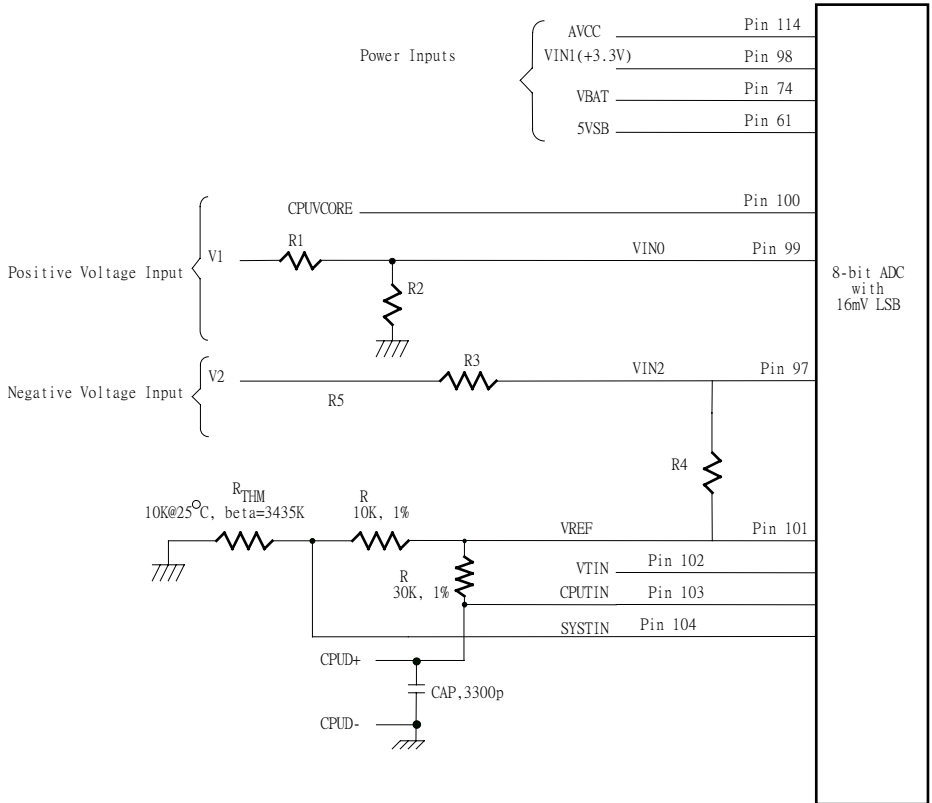 AVCC Pin 114
Power Inputs VIN1(+3.3V) Pin 98
VBAT Pin 74
5VSB Pin 61
CPUVCORE Pin 100
R1
V1 VIN0 Pin 99
Positive Voltage Input
R2
8-bit ADC
with
16mV LSB
R3
V2 VIN2 Pin 97
Negative Voltage Input
R5
R4
RTHM R
10K@25°C, beta=3435K 10K, 1%
VREF Pin 101
VTIN Pin 102
R
30K, 1%
CPUTIN Pin 103
SYSTIN Pin 104
CPUD+
CAP,3300p
CPUD-